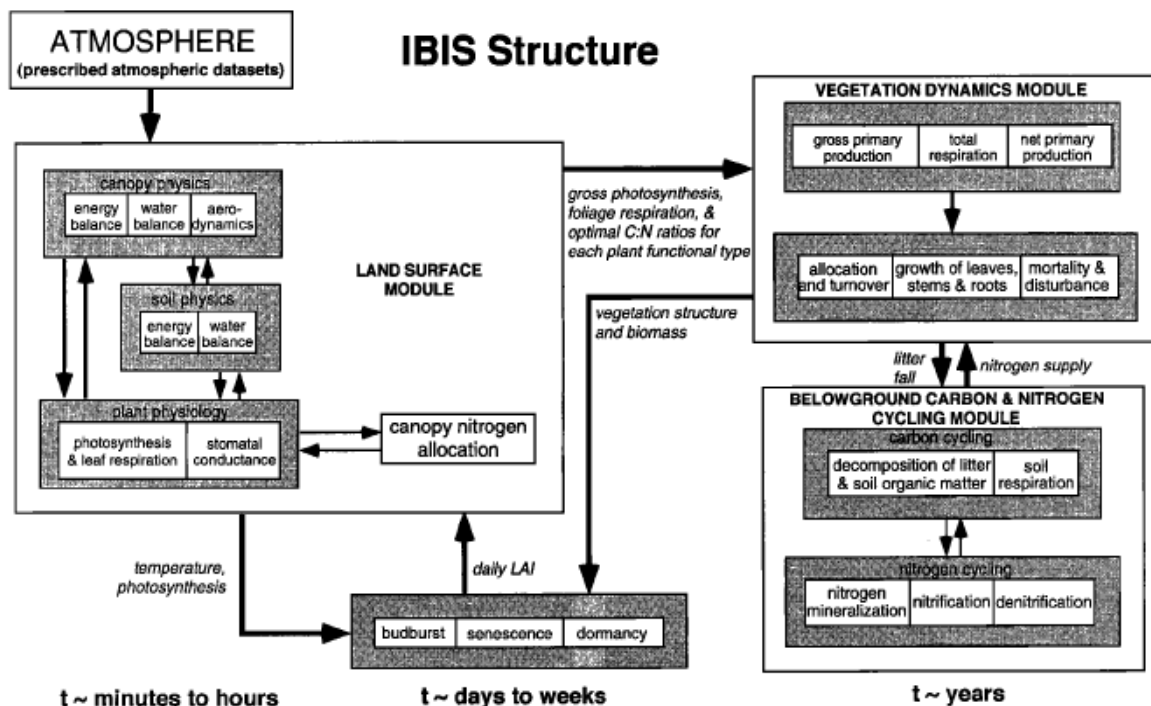 ATMOSPHERE
(prescribed atmospheric datasets)
IBIS Structure
VEGETATION DYNAMICS MODULE
gross primary
production
total
respiration
net primary
production
allocation
and turnover
growth of leaves,
stems & roots
mortality &
disturbance
canopy physics
energy
balance
water
balance
aero-
dynamics
soil physics
energy
balance
water
balance
plant physiology
photosynthesis
& leaf respiration
stomatal
conductance
LAND SURFACE
MODULE
canopy nitrogen
allocation
gross photosynthesis,
foliage respiration, &
optimal C:N ratios for
each plant functional type
vegetation structure
and biomass
litter
fall
nitrogen supply
BELOWGROUND CARBON & NITROGEN
CYCLING MODULE
carbon cycling
decomposition of litter
& soil organic matter
soil
respiration
nitrogen cycling
nitrogen
mineralization
nitrification
denitrification
temperature,
photosynthesis
daily LAI
budburst
senescence
dormancy
t ~ minutes to hours
t ~ days to weeks
t ~ years